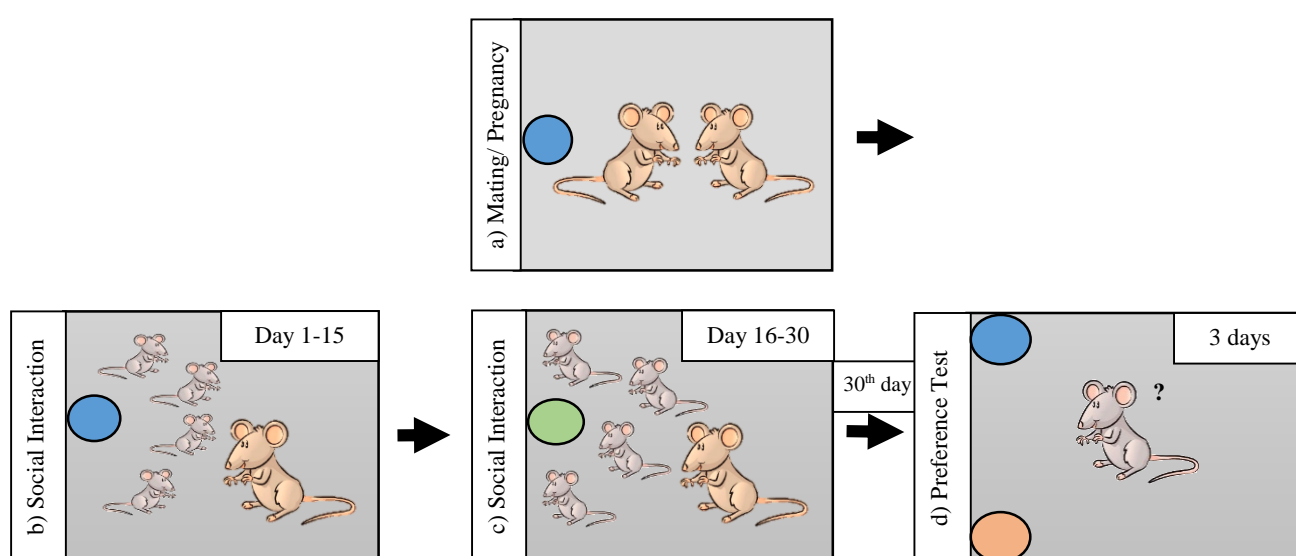 a) Mating/ Pregnancy
b) Social Interaction
Day 1-15
c) Social Interaction
Day 16-30
30th day
d) Preference Test
3 days
?